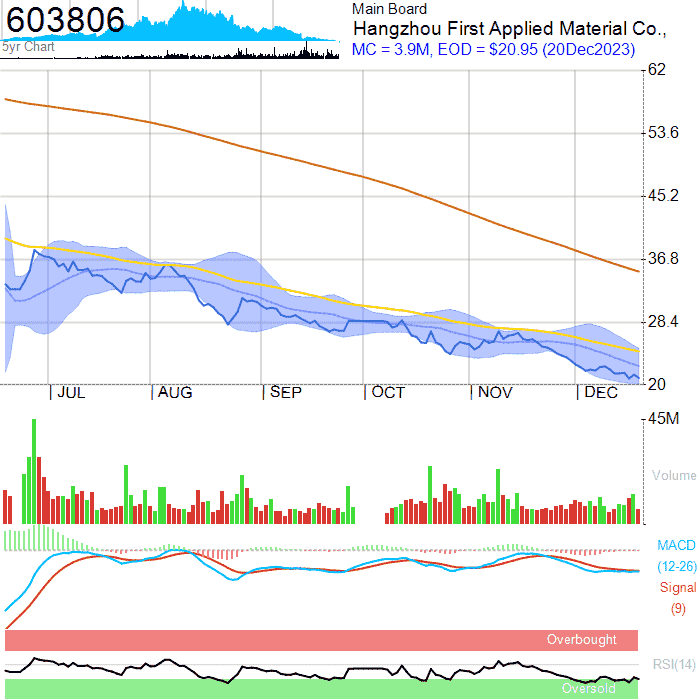 603806
5yr Chart
Main Board
Hangzhou First Applied Material Co.,
MC = 3.9M, EOD = $20.95 (20Dec2023)
62
53.6
45.2
36.8
28.4
20
JUL AUG SEP OCT NOV DEC
45M
Volume
MACD
(12-26)
Signal
(9)
Overbought
RSI(14)
Oversold